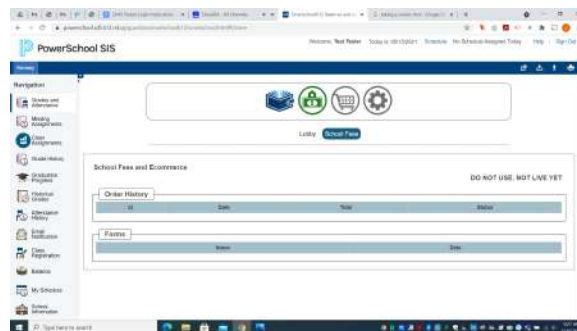 PowerSchool SIS
Welcome, Test Parent
Help
Sign Out
Navigation
Grades and Attendance
Missing Assignments
Class Assignments
Grade History
Graduation Progress
Historical Grades
Attendance History
Email Notification
Class Registration
Balance
My Schedule
School Information
Lobby
School Fees
School Fees and Ecommerce
DO NOT USE, NOT LIVE YET
Order History
Id Date Total Status
Forms
Name Date
Type here to search